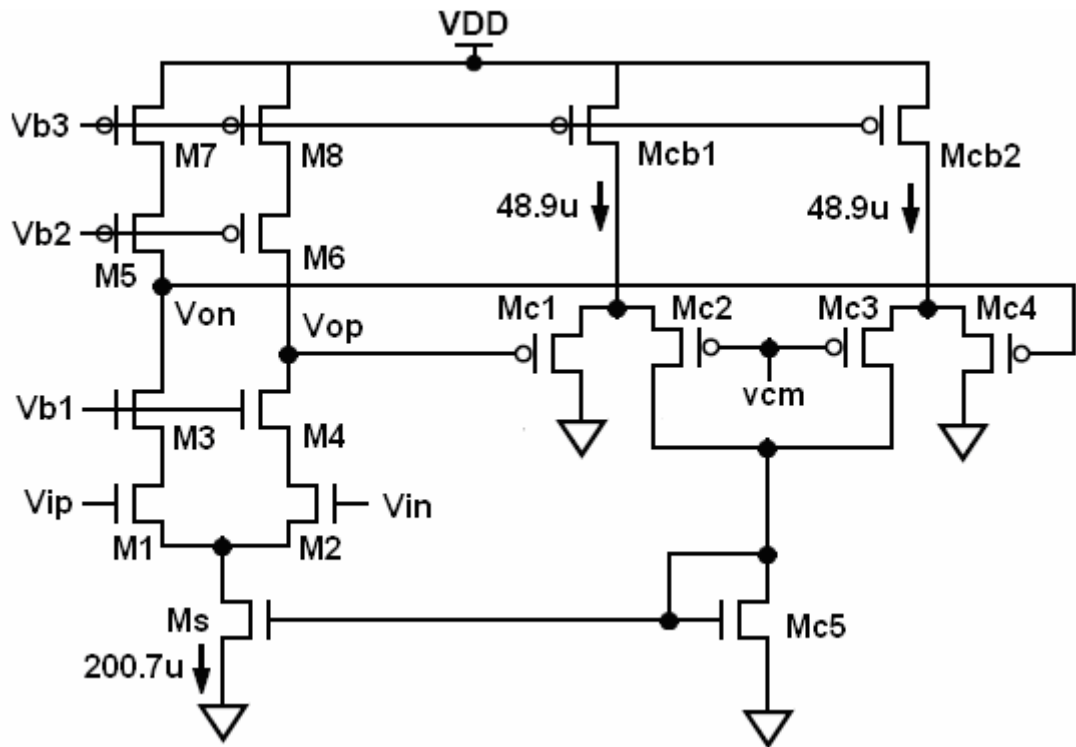 VDD
Vb3
M7
M8
Mcb1
Mcb2
48.9u
48.9u
Vb2
M5
M6
Von
Vop
Mc1
Mc2
Mc3
Mc4
vcm
Vb1
M3
M4
Vip
Vin
M1
M2
Ms
Mc5
200.7u